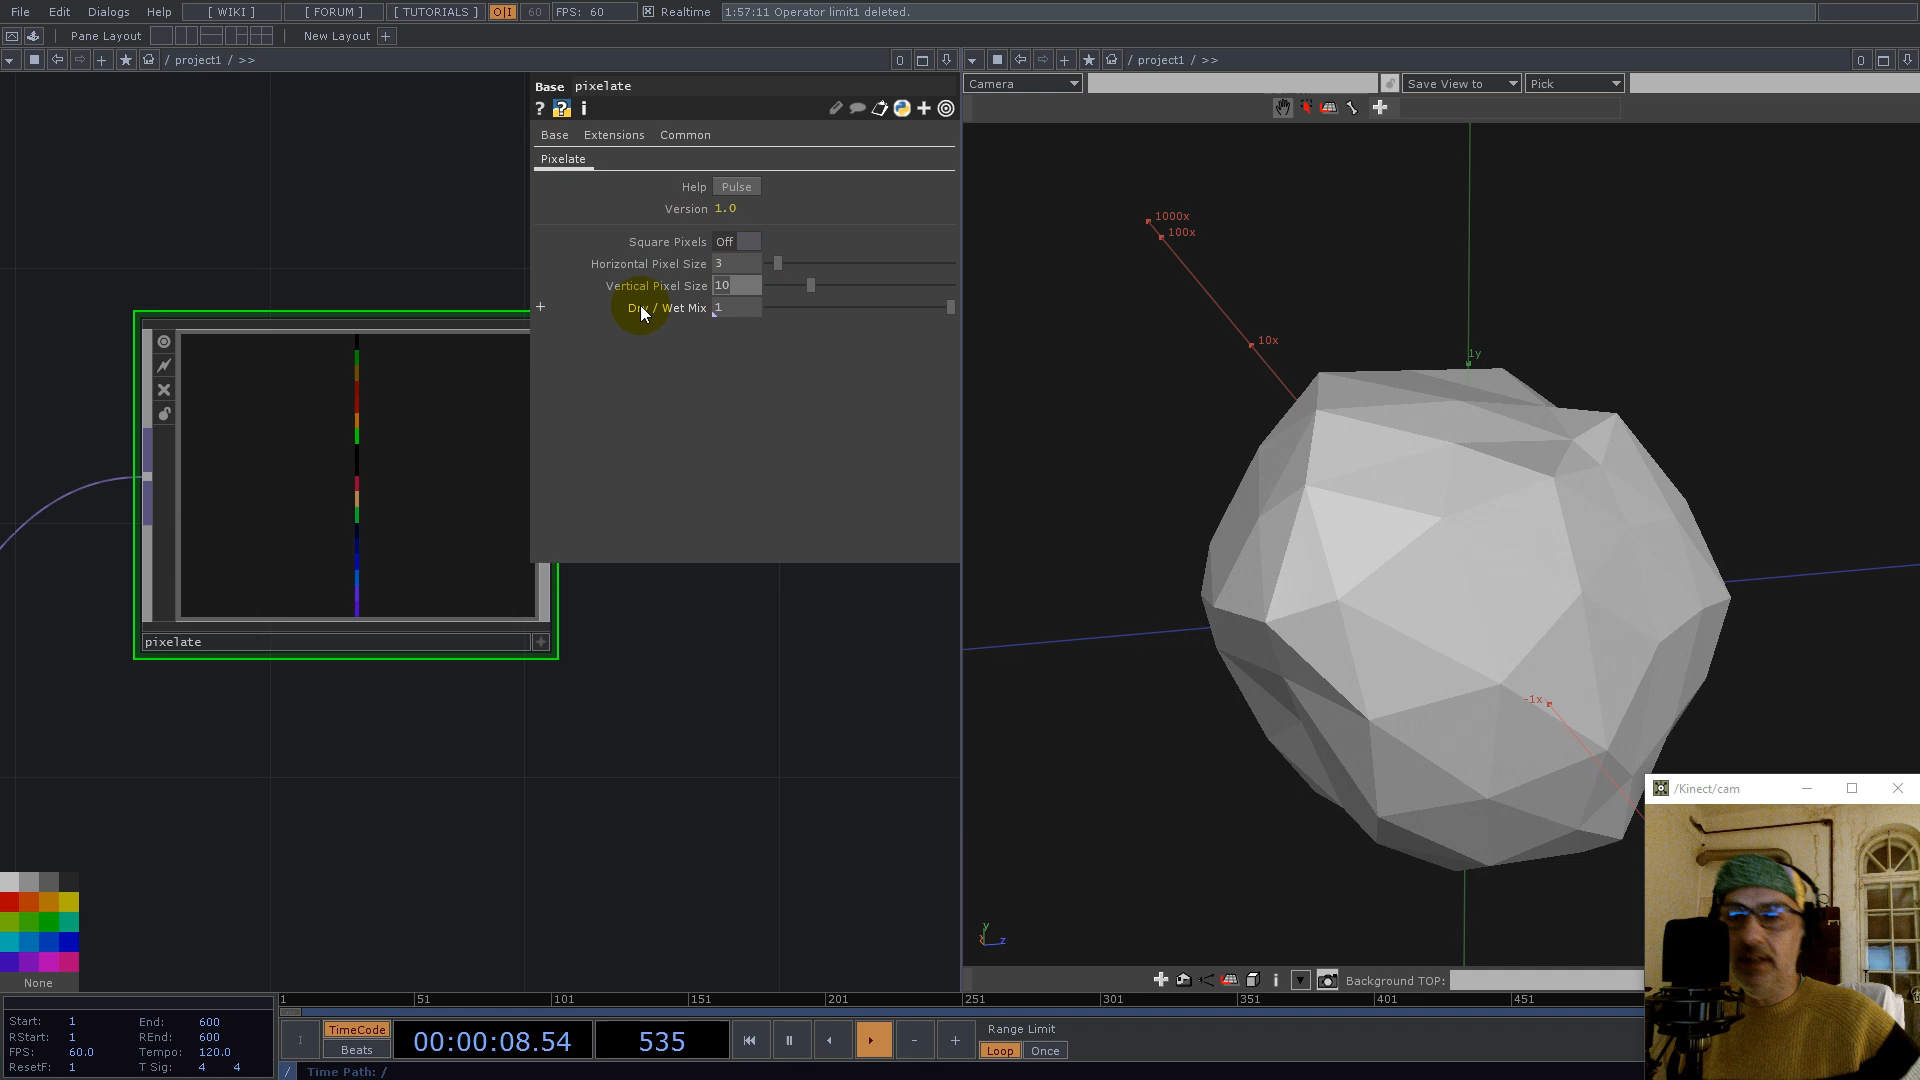 File Edit Dialogs Help [ WIKI ] [ FORUM ] [ TUTORIALS ] O|I 60 FPS: 60 Realtime 1:57:11 Operator limit1 deleted.
Pane Layout New Layout +
/ project1 / >> 0
/ project1 / >> 0
Base pixelate
? ? i
Base Extensions Common
Pixelate
Help Pulse
Version 1.0
Square Pixels Off
Horizontal Pixel Size 3
Vertical Pixel Size 10
+ Dry / Wet Mix 1
pixelate
Camera Save View to Pick
1000x
100x
10x
1y
-1x
y
x z
i Background TOP:
/Kinect/cam
None
1 51 101 151 201 251 301 351 401 451
Start: 1 End: 600
RStart: 1 REnd: 600
FPS: 60.0 Tempo: 120.0
ResetF: 1 T Sig: 4 4
I TimeCode
Beats
00:00:08.54 535
- +
Range Limit
Loop Once
/ Time Path: /